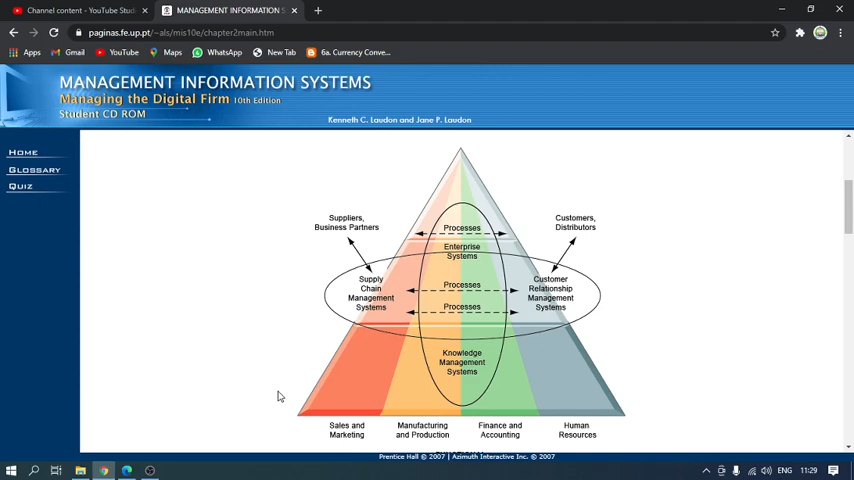 Channel content - YouTube Stud
MANAGEMENT INFORMATION S
paginas.fe.up.pt/~als/mis10e/chapter2main.htm
Apps
Gmail
YouTube
Maps
WhatsApp
New Tab
6a. Currency Conve...
MANAGEMENT INFORMATION SYSTEMS
Managing the Digital Firm 10th Edition
Student CD ROM
Kenneth C. Laudon and Jane P. Laudon
HOME
GLOSSARY
QUIZ
Suppliers,
Business Partners
Customers,
Distributors
Processes
Enterprise
Systems
Supply
Chain
Management
Systems
Processes
Processes
Customer
Relationship
Management
Systems
Knowledge
Management
Systems
Sales and
Marketing
Manufacturing
and Production
Finance and
Accounting
Human
Resources
Prentice Hall © 2007 | Azimuth Interactive Inc. © 2007
ENG
11:29